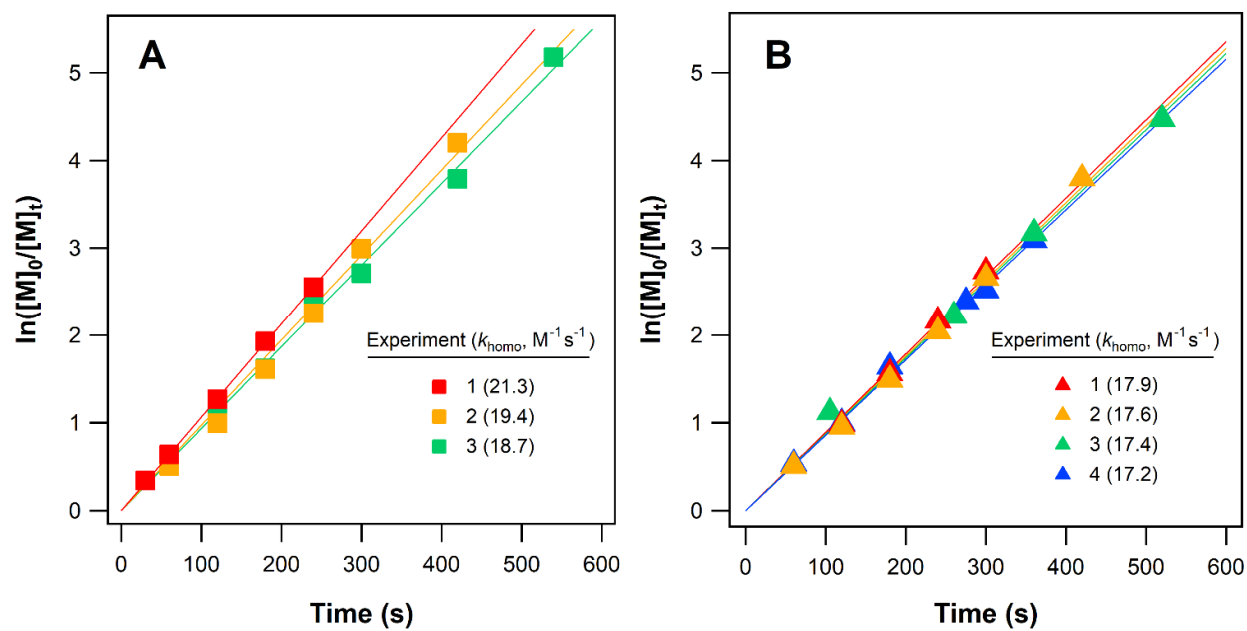 A
ln([M]₀/[M]ₜ)
5
4
3
2
1
0
Experiment (k_homo, M⁻¹s⁻¹)
1 (21.3)
2 (19.4)
3 (18.7)
0 100 200 300 400 500 600
Time (s)
B
ln([M]₀/[M]ₜ)
5
4
3
2
1
0
Experiment (k_homo, M⁻¹s⁻¹)
1 (17.9)
2 (17.6)
3 (17.4)
4 (17.2)
0 100 200 300 400 500 600
Time (s)